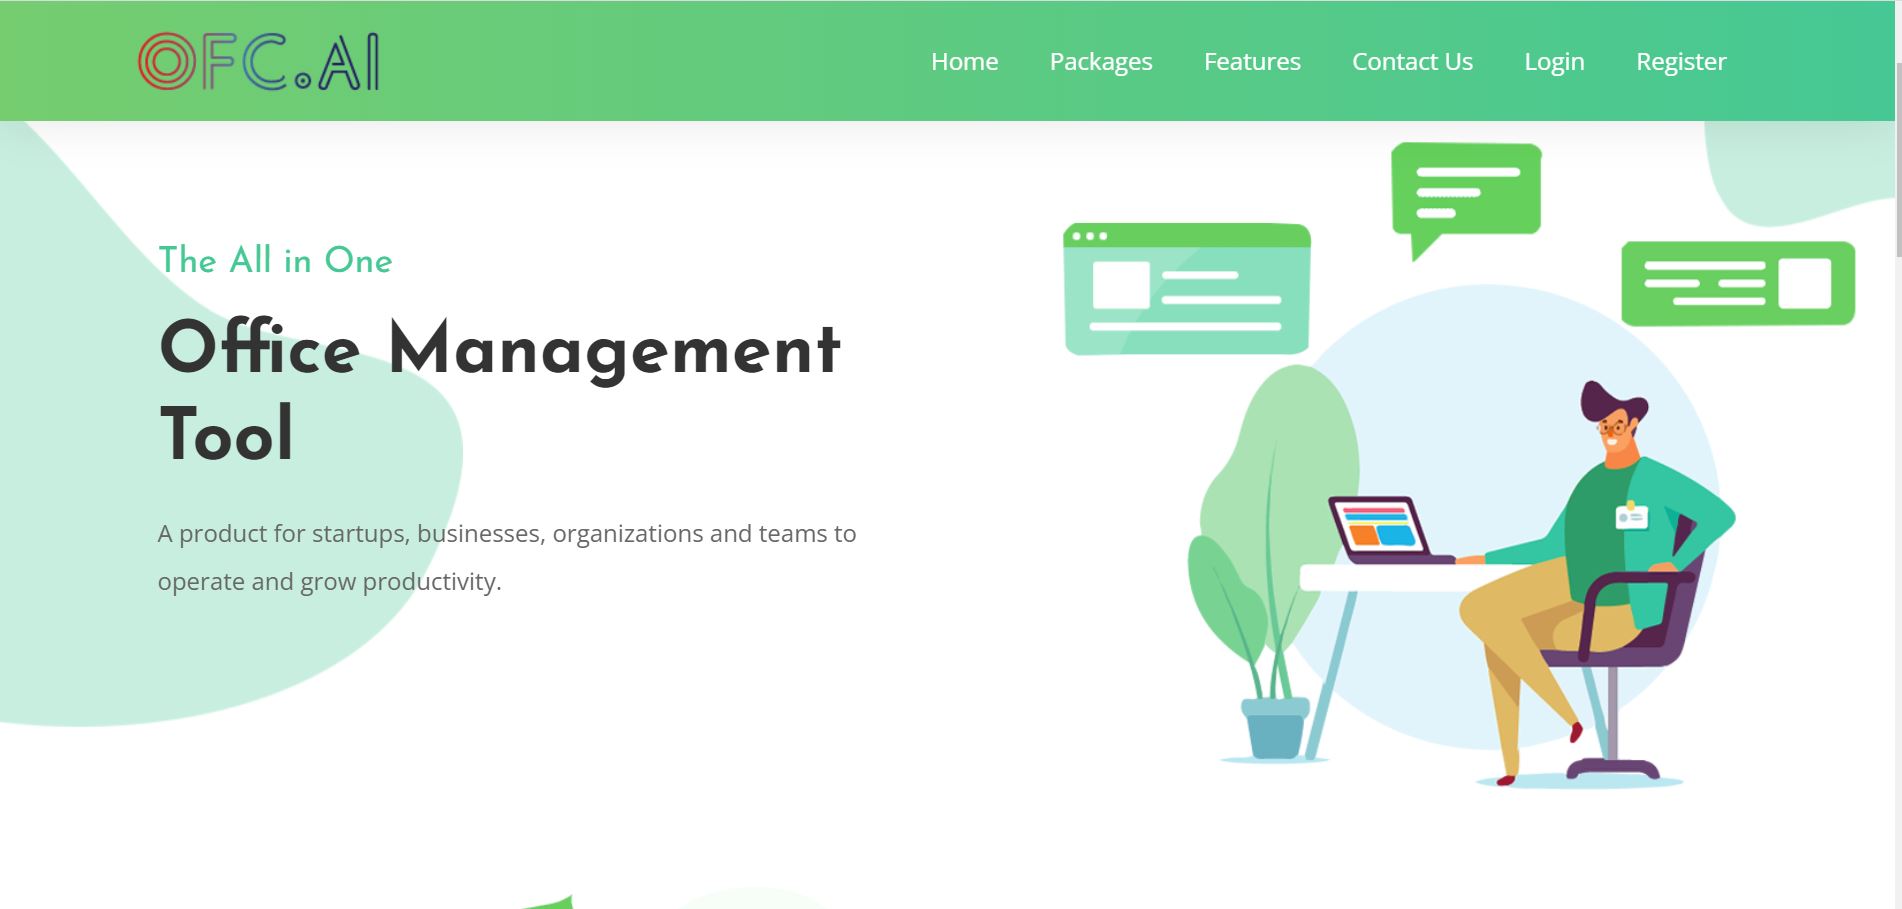 OFC.AI
Home Packages Features Contact Us Login Register
The All in One
Office Management
Tool
A product for startups, businesses, organizations and teams to
operate and grow productivity.